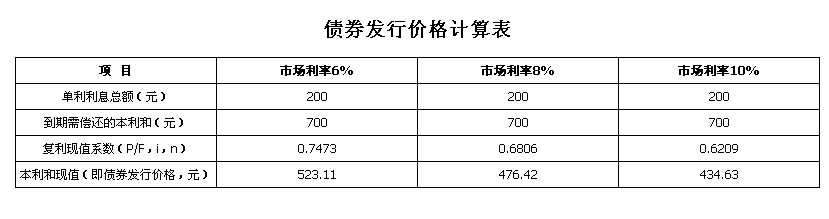 债券发行价格计算表
项 目 市场利率6% 市场利率8% 市场利率10%
单利利息总额（元） 200 200 200
到期需偿还的本利和（元） 700 700 700
复利现值系数（P/F，i，n） 0.7473 0.6806 0.6209
本利和现值（即债券发行价格，元） 523.11 476.42 434.63